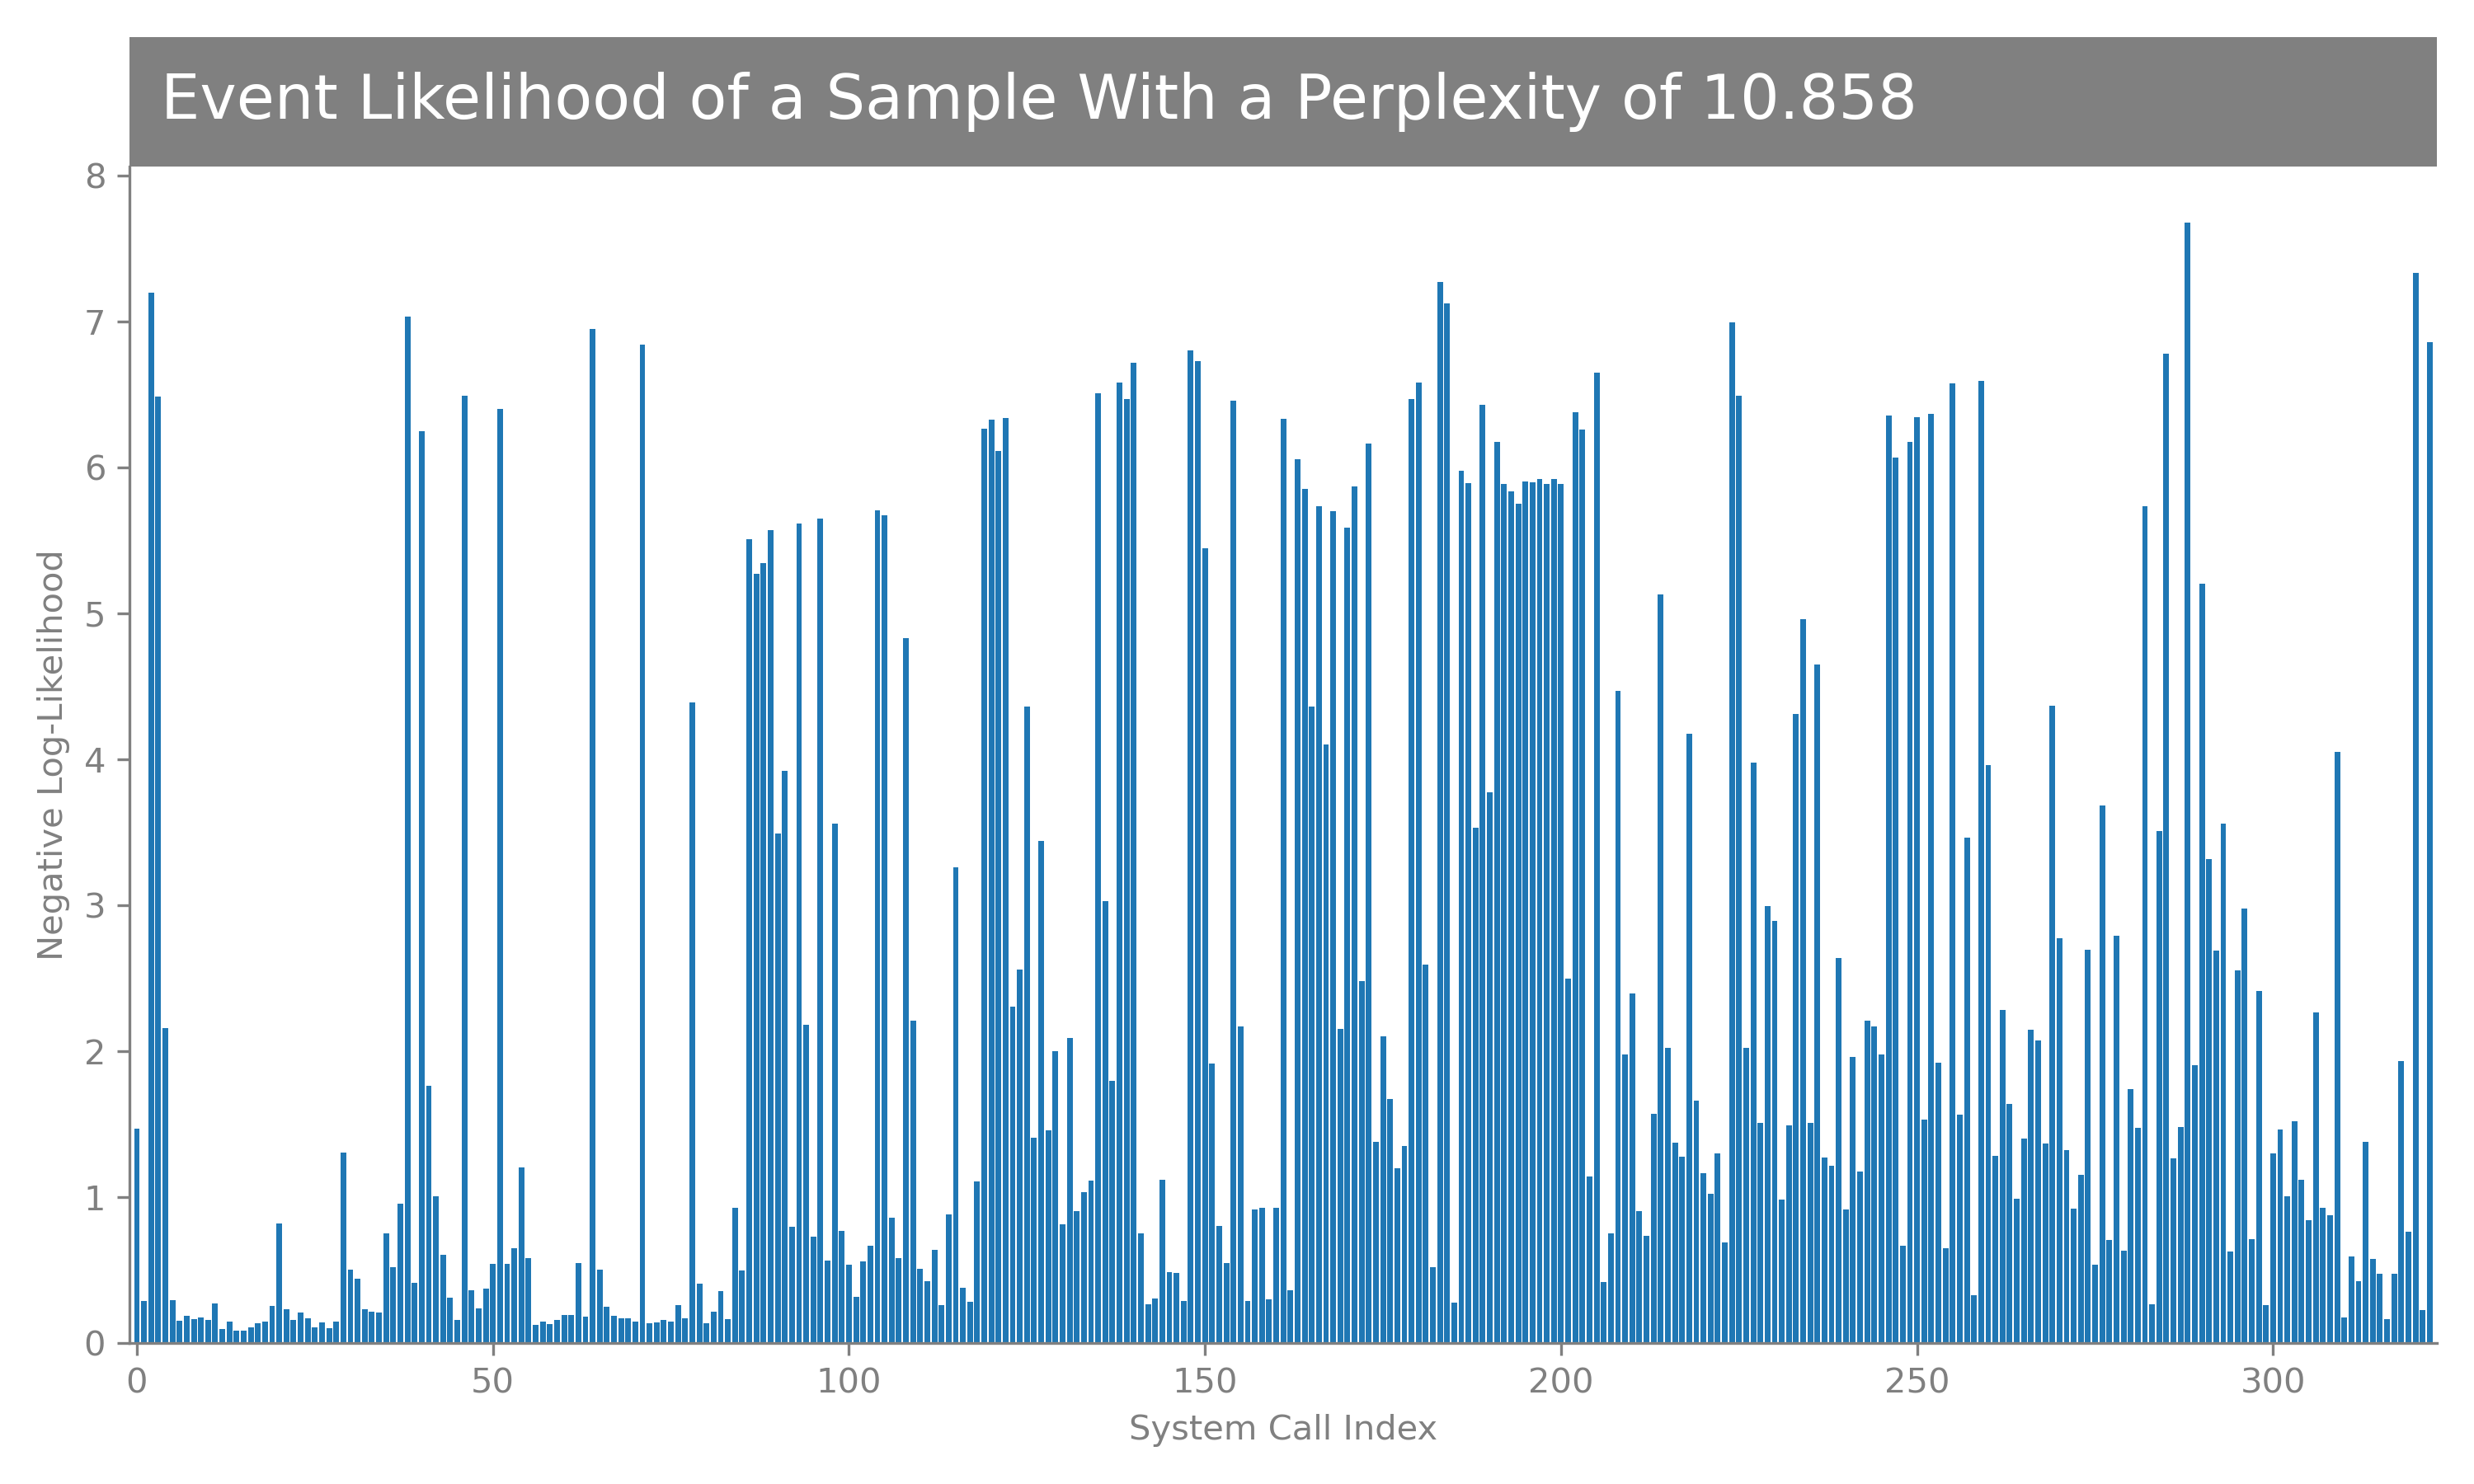 Event Likelihood of a Sample With a Perplexity of 10.858
8
7
6
5
4
3
2
1
0
Negative Log-Likelihood
0 50 100 150 200 250 300
System Call Index